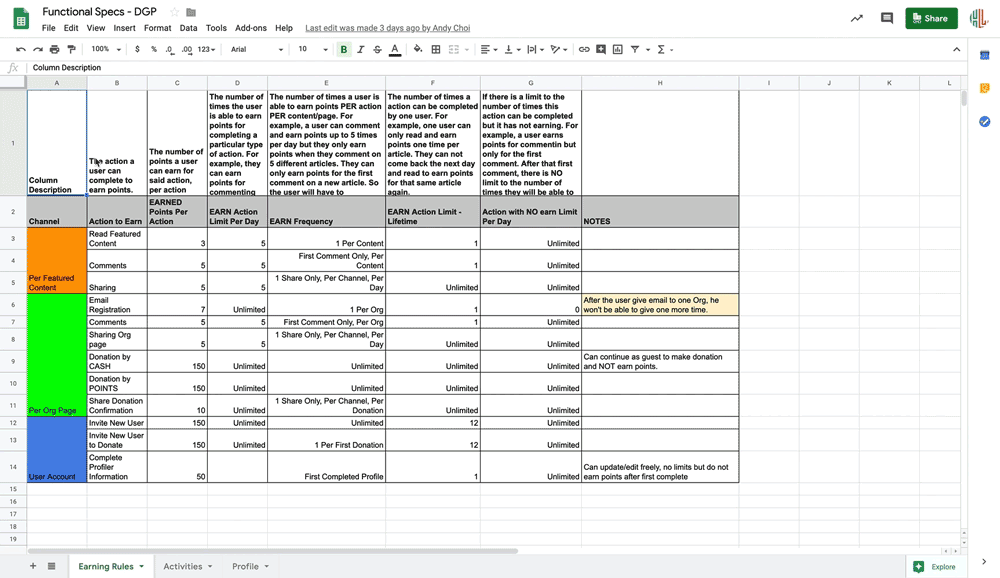 Functional Specs - DGP
File Edit View Insert Format Data Tools Add-ons Help Last edit was made 3 days ago by Andy Choi
Share
100% $ % .0 .00 123 Arial 10 B I S A
fx Column Description
A B C D E F G H I J K L
1
Column Description
The action a user can complete to earn points.
The number of points a user can earn for said action, per action
The number of times the user is able to earn points for completing a particular type of action. For example, they can earn points for commenting
The number of times a user is able to earn points PER action PER content/page. For example, a user can comment and earn points up to 5 times per day but they only earn points when they comment on 5 different articles. They can only earn points for the first comment on a new article. So the user will have to
The number of times a action can be completed by one user. For example, one user can only read and earn points one time per article. They can not come back the next day and read to earn points for that same article again.
If there is a limit to the number of times this action can be completed but it has not earning. For example, a user earns points for commentin but only for the first comment. After that first comment, there is NO limit to the number of times they will be able to
2 Channel Action to Earn EARNED Points Per Action EARN Action Limit Per Day EARN Frequency EARN Action Limit - Lifetime Action with NO earn Limit Per Day NOTES
3 Read Featured Content 3 5 1 Per Content 1 Unlimited
4 Comments 5 5 First Comment Only, Per Content 1 Unlimited
5 Per Featured Content Sharing 5 5 1 Share Only, Per Channel, Per Day Unlimited Unlimited
6 Email Registration 7 Unlimited 1 Per Org 1 0 After the user give email to one Org, he won't be able to give one more time.
7 Comments 5 5 First Comment Only, Per Org 1 Unlimited
8 Sharing Org page 5 5 1 Share Only, Per Channel, Per Day Unlimited Unlimited
9 Donation by CASH 150 Unlimited Unlimited Unlimited Unlimited Can continue as guest to make donation and NOT earn points.
10 Donation by POINTS 150 Unlimited Unlimited Unlimited Unlimited
11 Per Org Page Share Donation Confirmation 10 Unlimited 1 Share Only, Per Channel, Per Donation Unlimited Unlimited
12 Invite New User 150 Unlimited Unlimited 12 Unlimited
13 Invite New User to Donate 150 Unlimited 1 Per First Donation 12 Unlimited
14 User Account Complete Profiler Information 50 First Completed Profile 1 Unlimited Can update/edit freely, no limits but do not earn points after first complete
15
16
17
18
19
Earning Rules Activities Profile Explore